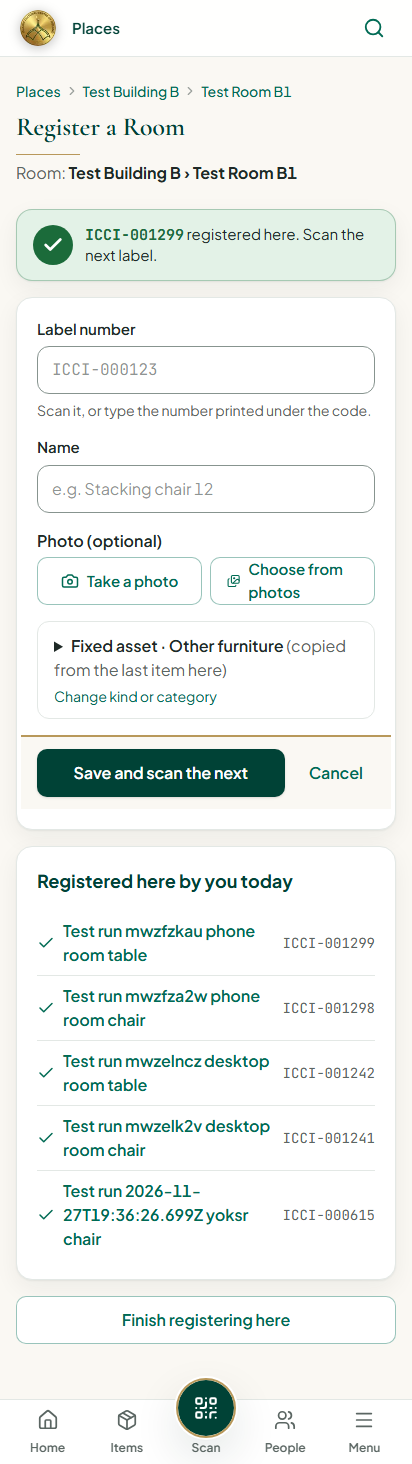 Places
Places > Test Building B > Test Room B1
Register a Room
Room: Test Building B › Test Room B1
ICCI-001299 registered here. Scan the
next label.
Label number
ICCI-000123
Scan it, or type the number printed under the code.
Name
e.g. Stacking chair 12
Photo (optional)
Take a photo
Choose from
photos
Fixed asset · Other furniture (copied
from the last item here)
Change kind or category
Save and scan the next
Cancel
Registered here by you today
Test run mwzfzkau phone
room table
ICCI-001299
Test run mwzfza2w phone
room chair
ICCI-001298
Test run mwzelncz desktop
room table
ICCI-001242
Test run mwzelk2v desktop
room chair
ICCI-001241
Test run 2026-11-
27T19:36:26.699Z yoksr
chair
ICCI-000615
Finish registering here
Home
Items
Scan
People
Menu